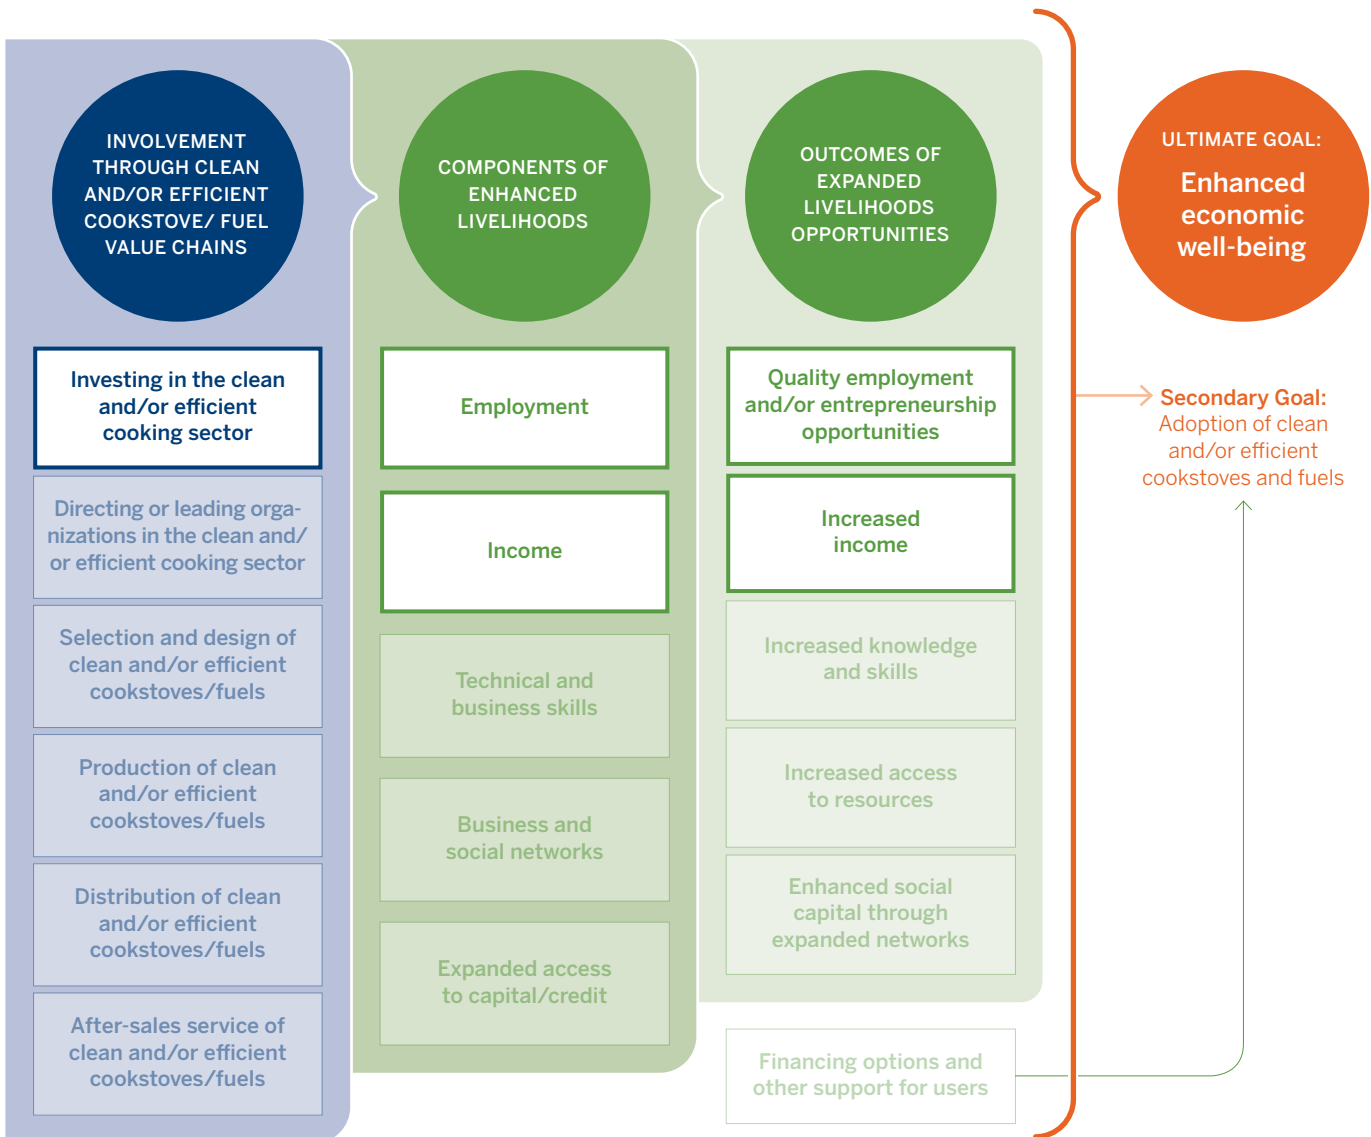 INVOLVEMENT
THROUGH CLEAN
AND/OR EFFICIENT
COOKSTOVE/ FUEL
VALUE CHAINS
Investing in the clean
and/or efficient
cooking sector
Directing or leading orga-
nizations in the clean and/
or efficient cooking sector
Selection and design of
clean and/or efficient
cookstoves/fuels
Production of clean
and/or efficient
cookstoves/fuels
Distribution of clean
and/or efficient
cookstoves/fuels
After-sales service of
clean and/or efficient
cookstoves/fuels
COMPONENTS OF
ENHANCED
LIVELIHOODS
Employment
Income
Technical and
business skills
Business and
social networks
Expanded access
to capital/credit
OUTCOMES OF
EXPANDED
LIVELIHOODS
OPPORTUNITIES
Quality employment
and/or entrepreneurship
opportunities
Increased
income
Increased knowledge
and skills
Increased access
to resources
Enhanced social
capital through
expanded networks
Financing options and
other support for users
ULTIMATE GOAL:
Enhanced
economic
well-being
Secondary Goal:
Adoption of clean
and/or efficient
cookstoves and fuels